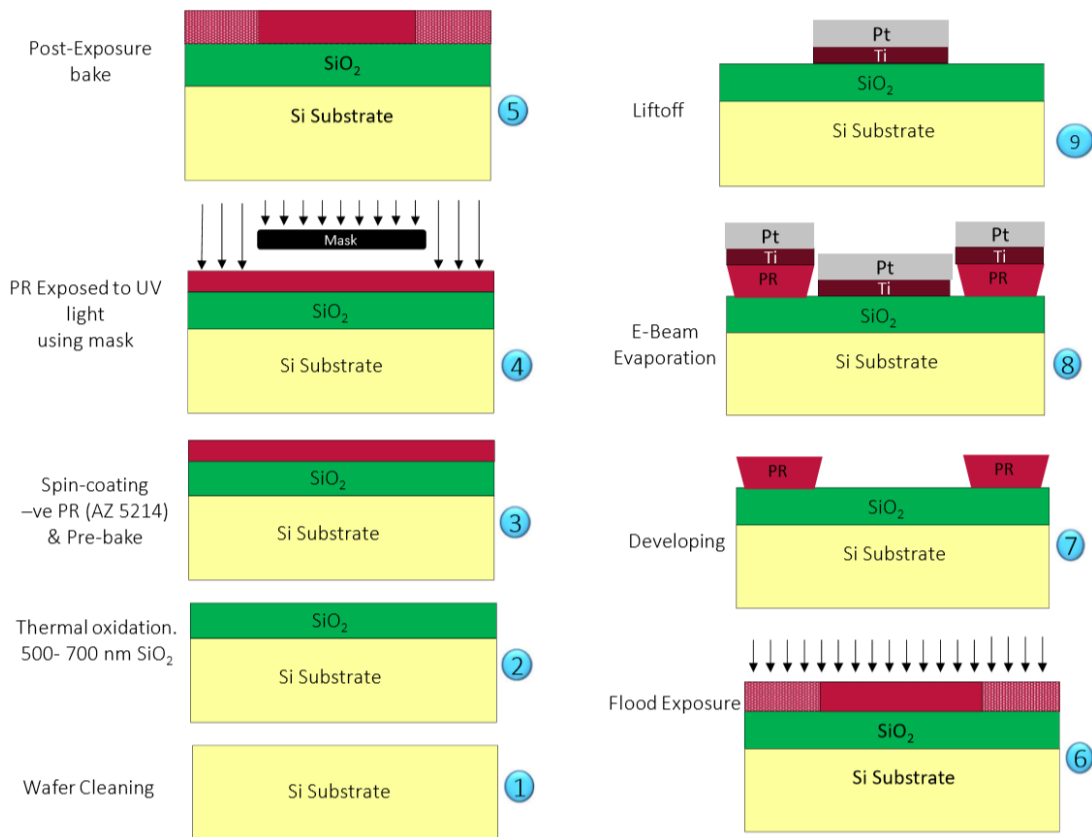 Post-Exposure
bake
SiO₂
Si Substrate
5
Mask
PR Exposed to UV
light
using mask
SiO₂
Si Substrate
4
Spin-coating
–ve PR (AZ 5214)
& Pre-bake
SiO₂
Si Substrate
3
Thermal oxidation.
500- 700 nm SiO₂
SiO₂
Si Substrate
2
Wafer Cleaning
Si Substrate
1
Pt
Ti
SiO₂
Liftoff
Si Substrate
9
Pt
Pt
Ti
Ti
Pt
PR
PR
Ti
SiO₂
E-Beam
Evaporation
Si Substrate
8
PR
PR
SiO₂
Developing
Si Substrate
7
Flood Exposure
SiO₂
Si Substrate
6